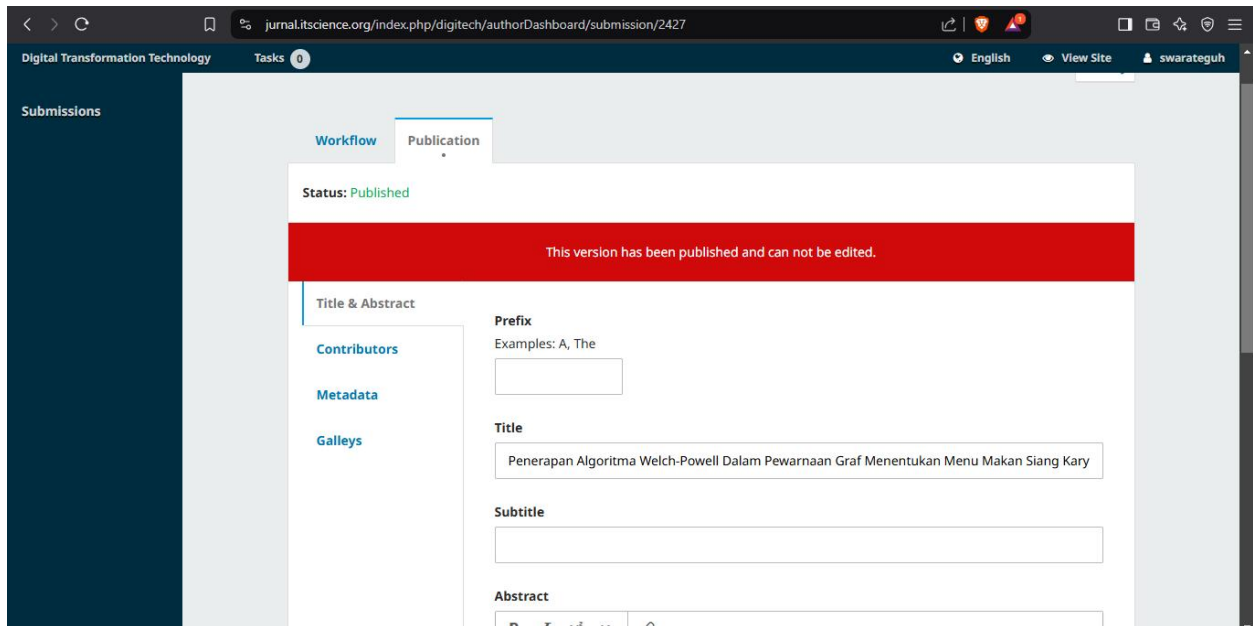 jurnal.itscience.org/index.php/digitech/authorDashboard/submission/2427
Digital Transformation Technology Tasks 0 English View Site swarateguh
Submissions
Workflow Publication
Status: Published
This version has been published and can not be edited.
Title & Abstract
Contributors
Metadata
Galleys
Prefix
Examples: A, The
Title
Penerapan Algoritma Welch-Powell Dalam Pewarnaan Graf Menentukan Menu Makan Siang Kary
Subtitle
Abstract